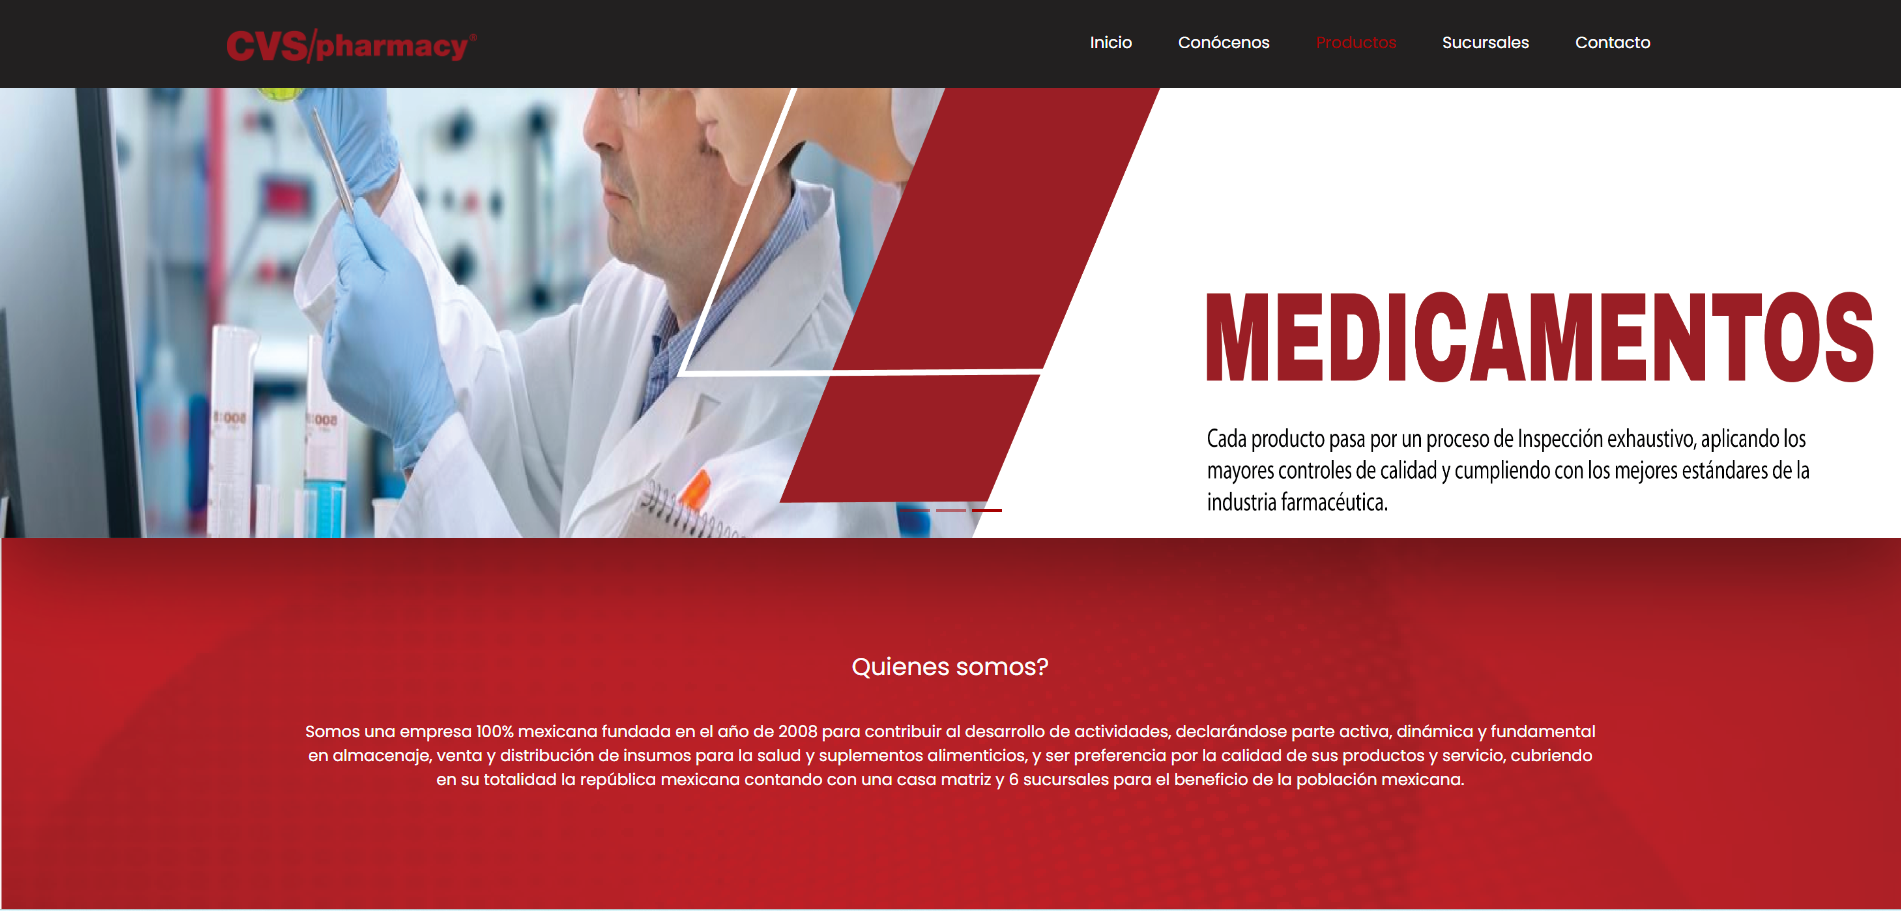 CVS/pharmacy®
Inicio
Conócenos
Productos
Sucursales
Contacto
MEDICAMENTOS
Cada producto pasa por un proceso de Inspección exhaustivo, aplicando los
mayores controles de calidad y cumpliendo con los mejores estándares de la
industria farmacéutica.
Quienes somos?
Somos una empresa 100% mexicana fundada en el año de 2008 para contribuir al desarrollo de actividades, declarándose parte activa, dinámica y fundamental
en almacenaje, venta y distribución de insumos para la salud y suplementos alimenticios, y ser preferencia por la calidad de sus productos y servicio, cubriendo
en su totalidad la república mexicana contando con una casa matriz y 6 sucursales para el beneficio de la población mexicana.